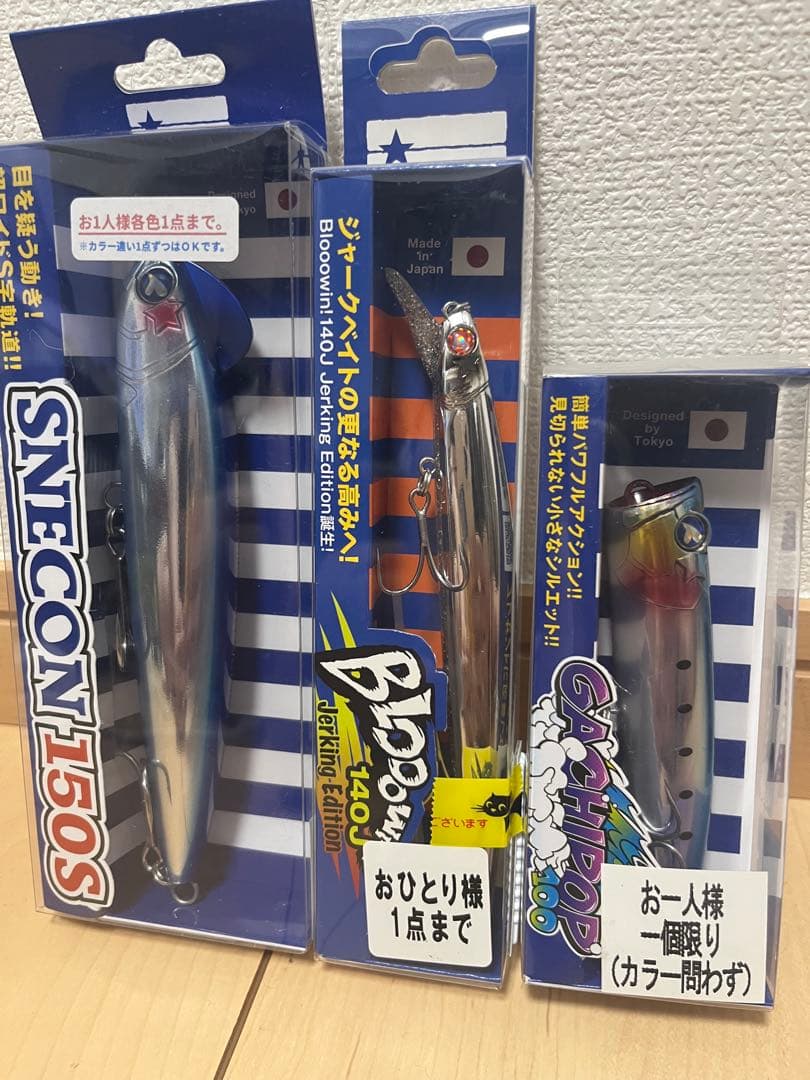 Designed
Tokyo
お1人様各色1点まで。
※カラー違い1点ずつはOKです。
目を疑う動き!
超ワイドS字軌道!!
SNECON 150S
Made
in
Japan
ジャークベイトの更なる高みへ!
Blooowin!140J Jerking Edition誕生!
Blooowin
140J
Jerking Edition
ございます
おひとり様
1点まで
Designed
by
Tokyo
簡単パワフルアクション!!
見切られない小さなシルエット!!
GACHIPOP
100
お一人様
一個限り
(カラー問わず)